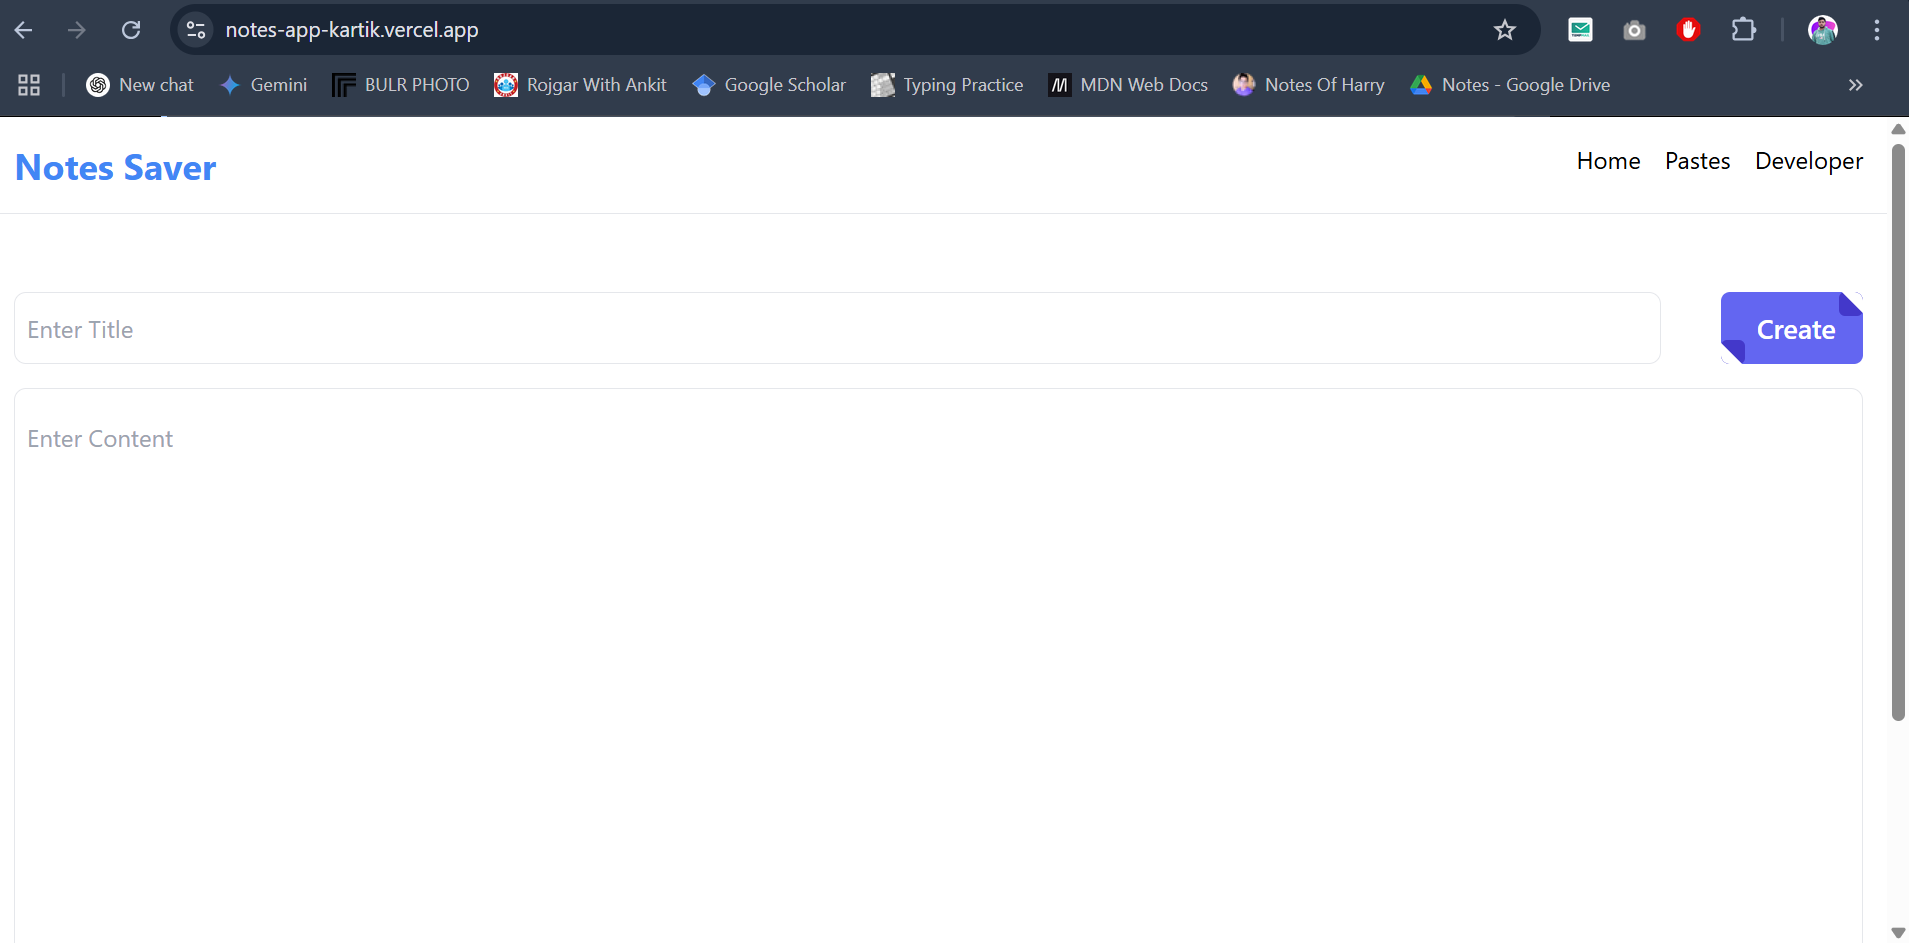 notes-app-kartik.vercel.app
New chat Gemini BULR PHOTO Rojgar With Ankit Google Scholar Typing Practice MDN Web Docs Notes Of Harry Notes - Google Drive
Notes Saver Home Pastes Developer
Enter Title Create
Enter Content